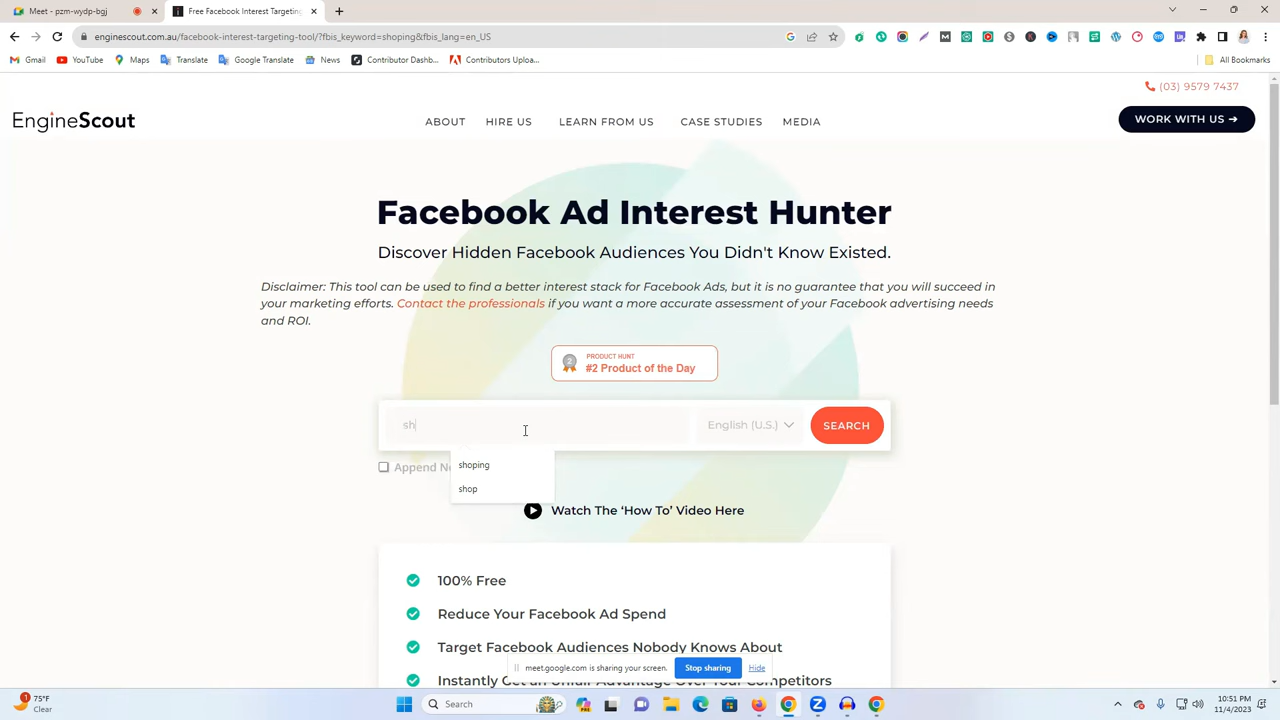 Meet - pzm-wydp-bgj
Free Facebook Interest Targeting
enginescout.com.au/facebook-interest-targeting-tool/?fbis_keyword=shoping&fbis_lang=en_US
Gmail
YouTube
Maps
Translate
Google Translate
News
Contributor Dashb...
Contributors Uploa...
All Bookmarks
(03) 9579 7437
EngineScout
ABOUT
HIRE US
LEARN FROM US
CASE STUDIES
MEDIA
WORK WITH US ➔
Facebook Ad Interest Hunter
Discover Hidden Facebook Audiences You Didn't Know Existed.
Disclaimer: This tool can be used to find a better interest stack for Facebook Ads, but it is no guarantee that you will succeed in
your marketing efforts. Contact the professionals if you want a more accurate assessment of your Facebook advertising needs
and ROI.
2
PRODUCT HUNT
#2 Product of the Day
sh
English (U.S.)
SEARCH
Append
shoping
shop
Watch The ‘How To’ Video Here
100% Free
Reduce Your Facebook Ad Spend
Target Facebook Audiences Nobody Knows About
meet.google.com is sharing your screen.
Stop sharing
Hide
Instantly Get an Unfair Advantage Over Your Competitors
1
75°F
Clear
Search
10:51 PM
11/4/2023